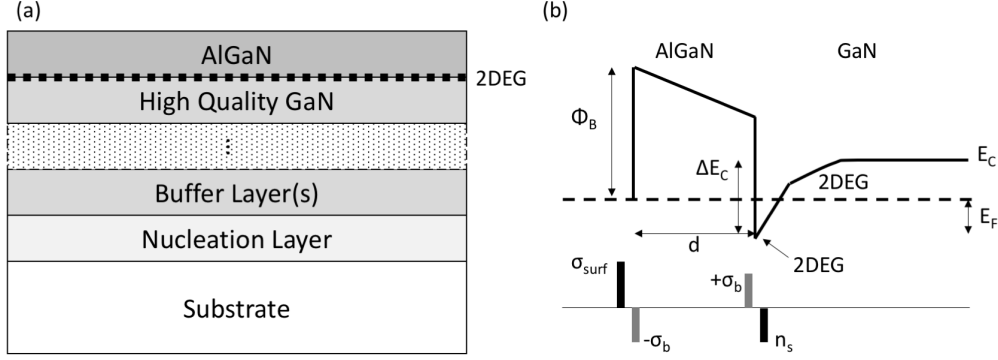 (a)
AlGaN
2DEG
High Quality GaN
⋮
Buffer Layer(s)
Nucleation Layer
Substrate
(b)
AlGaN
GaN
Φ_B
ΔE_C
E_C
2DEG
E_F
d
2DEG
σ_surf
+σ_b
-σ_b
n_s